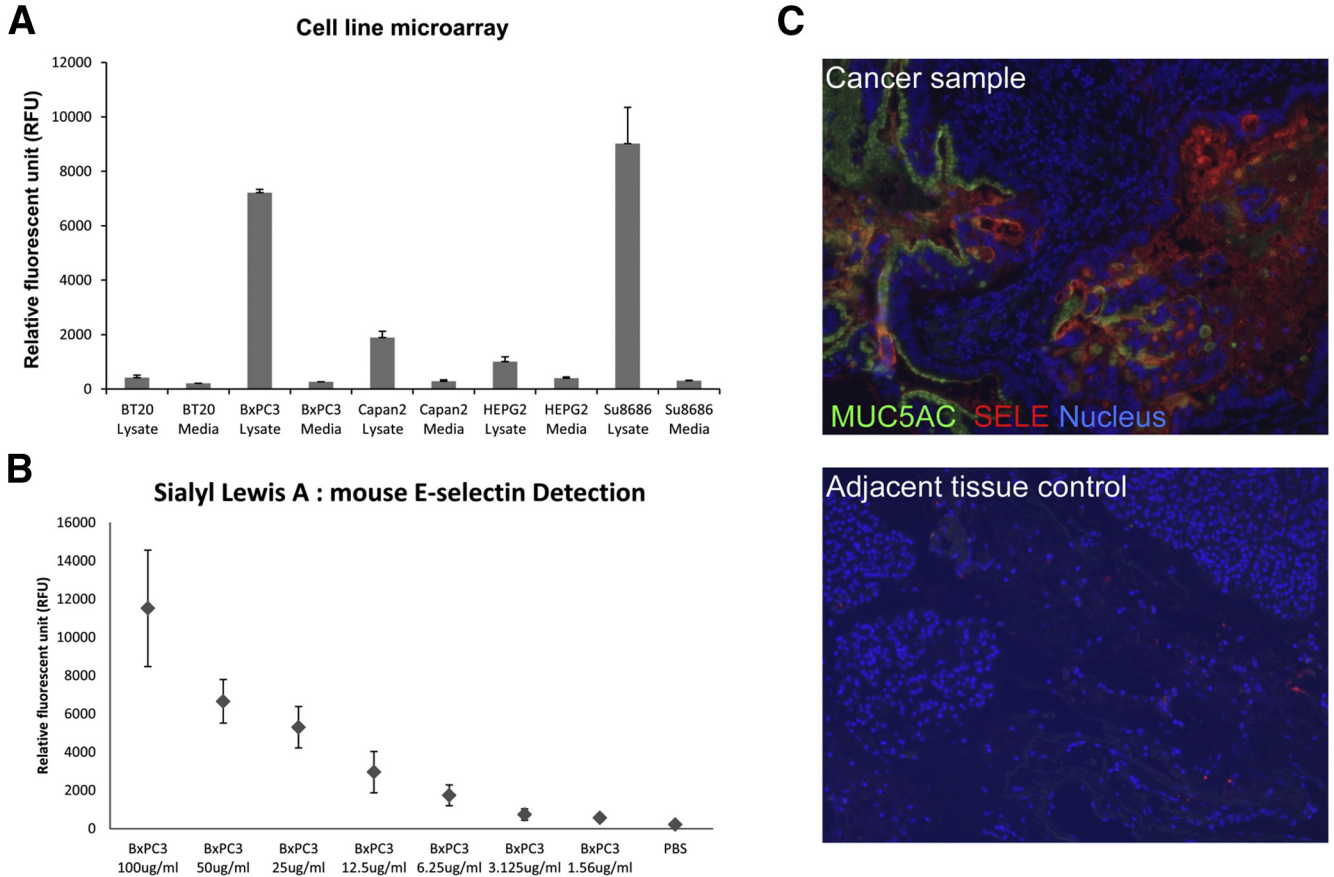 A
Cell line microarray
Relative fluorescent unit (RFU)
12000
10000
8000
6000
4000
2000
0
BT20 BT20 BxPC3 BxPC3 Capan2 Capan2 HEPG2 HEPG2 Su8686 Su8686
Lysate Media Lysate Media Lysate Media Lysate Media Lysate Media
B
Sialyl Lewis A : mouse E-selectin Detection
Relative fluorescent unit (RFU)
16000
14000
12000
10000
8000
6000
4000
2000
0
BxPC3 BxPC3 BxPC3 BxPC3 BxPC3 BxPC3 BxPC3 PBS
100ug/ml 50ug/ml 25ug/ml 12.5ug/ml 6.25ug/ml 3.125ug/ml 1.56ug/ml
C
Cancer sample
MUC5AC SELE Nucleus
Adjacent tissue control